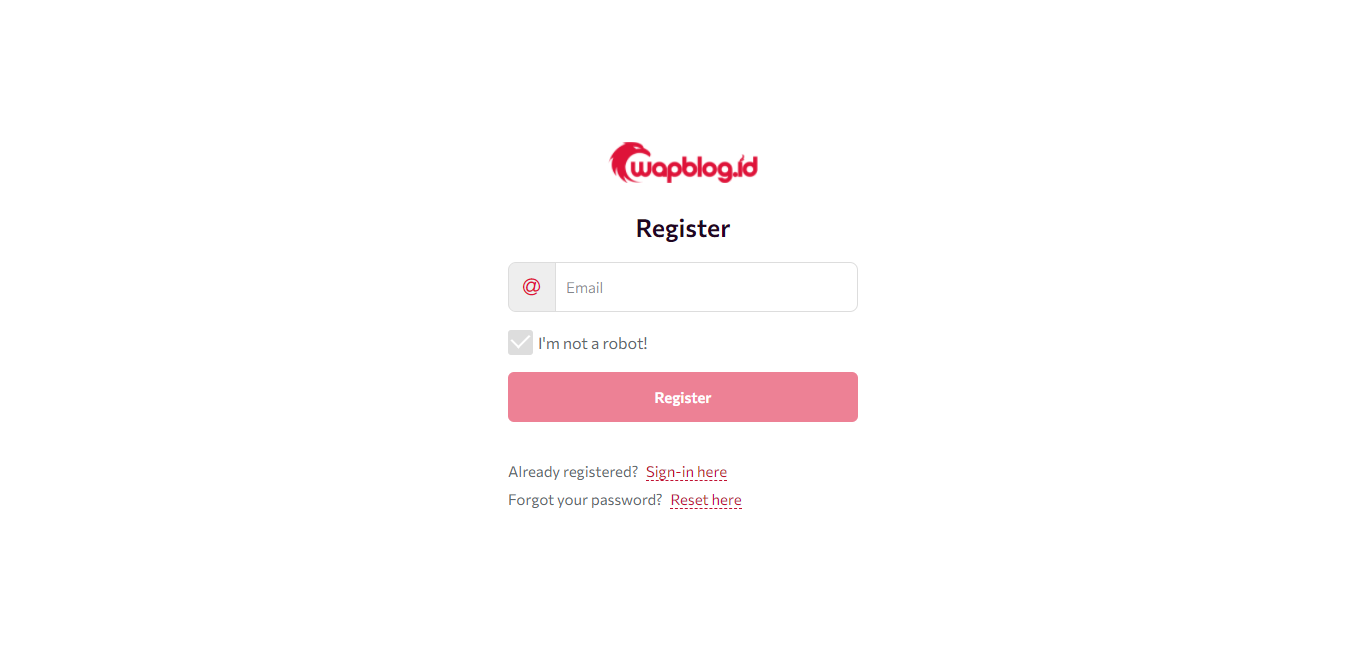 wapblog.id
Register
@ Email
I'm not a robot!
Register
Already registered? Sign-in here
Forgot your password? Reset here